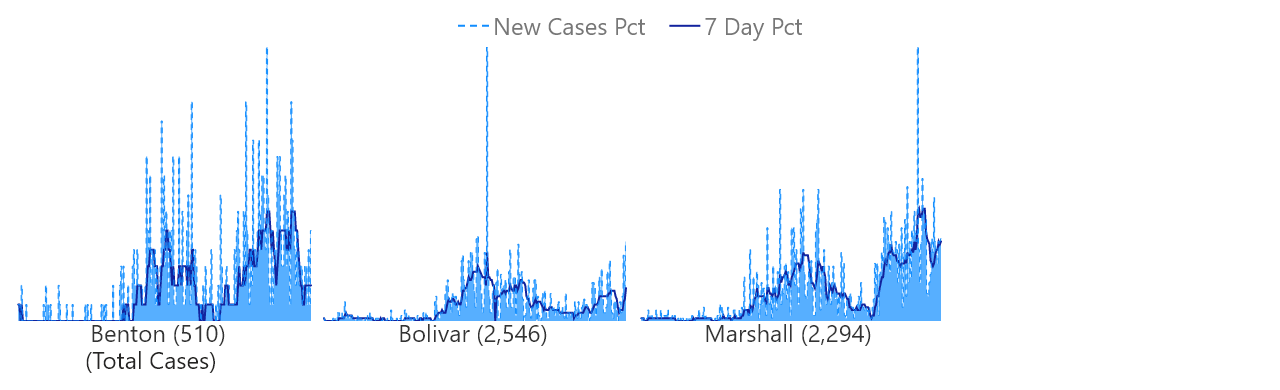 New Cases Pct 7 Day Pct
Benton (510) Bolivar (2,546) Marshall (2,294)
(Total Cases)